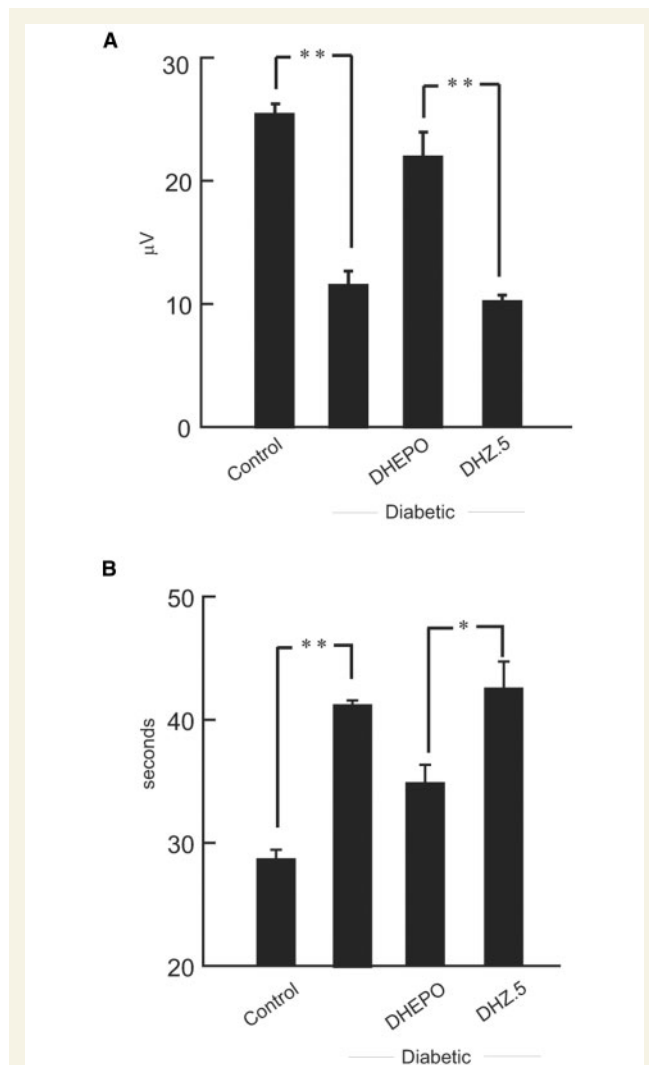 A
30
**
**
20
µV
10
0
Control
DHEPO
DHZ.5
Diabetic
B
50
**
*
40
seconds
30
20
Control
DHEPO
DHZ.5
Diabetic